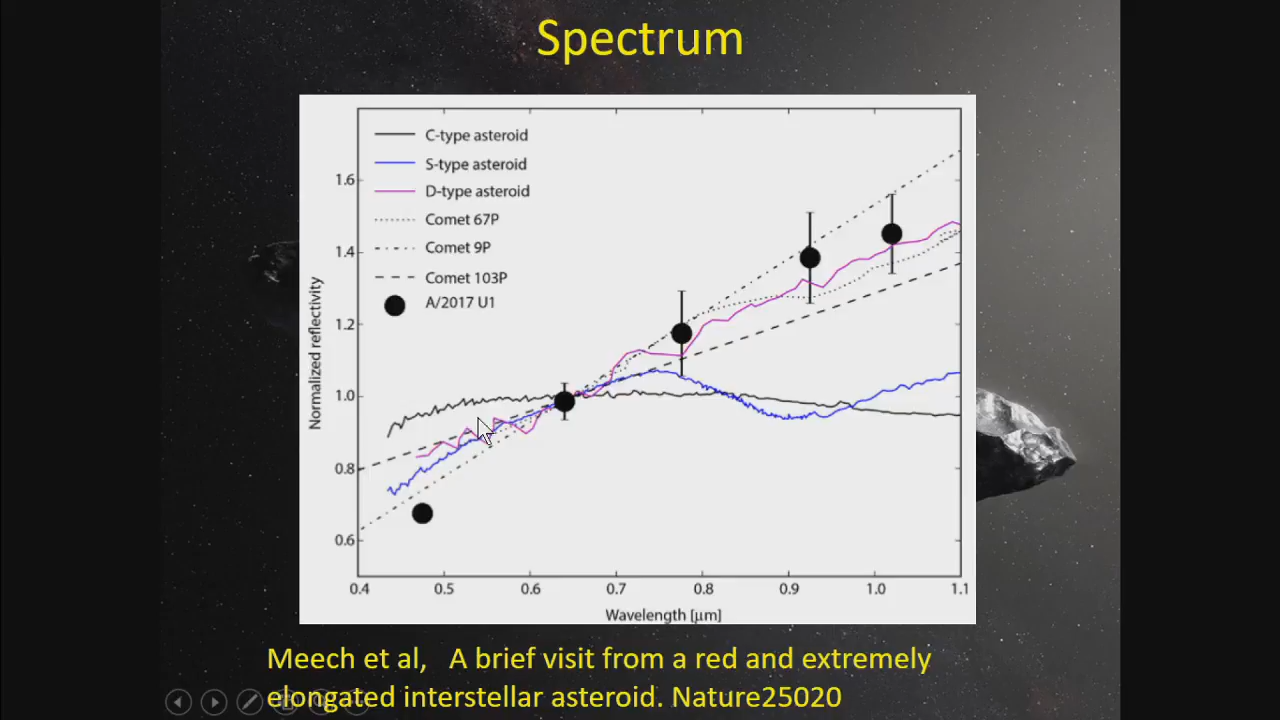 Spectrum
C-type asteroid
S-type asteroid
D-type asteroid
Comet 67P
Comet 9P
Comet 103P
A/2017 U1
1.6
1.4
1.2
1.0
0.8
0.6
Normalized reflectivity
0.4 0.5 0.6 0.7 0.8 0.9 1.0 1.1
Wavelength [μm]
Meech et al, A brief visit from a red and extremely
elongated interstellar asteroid. Nature25020